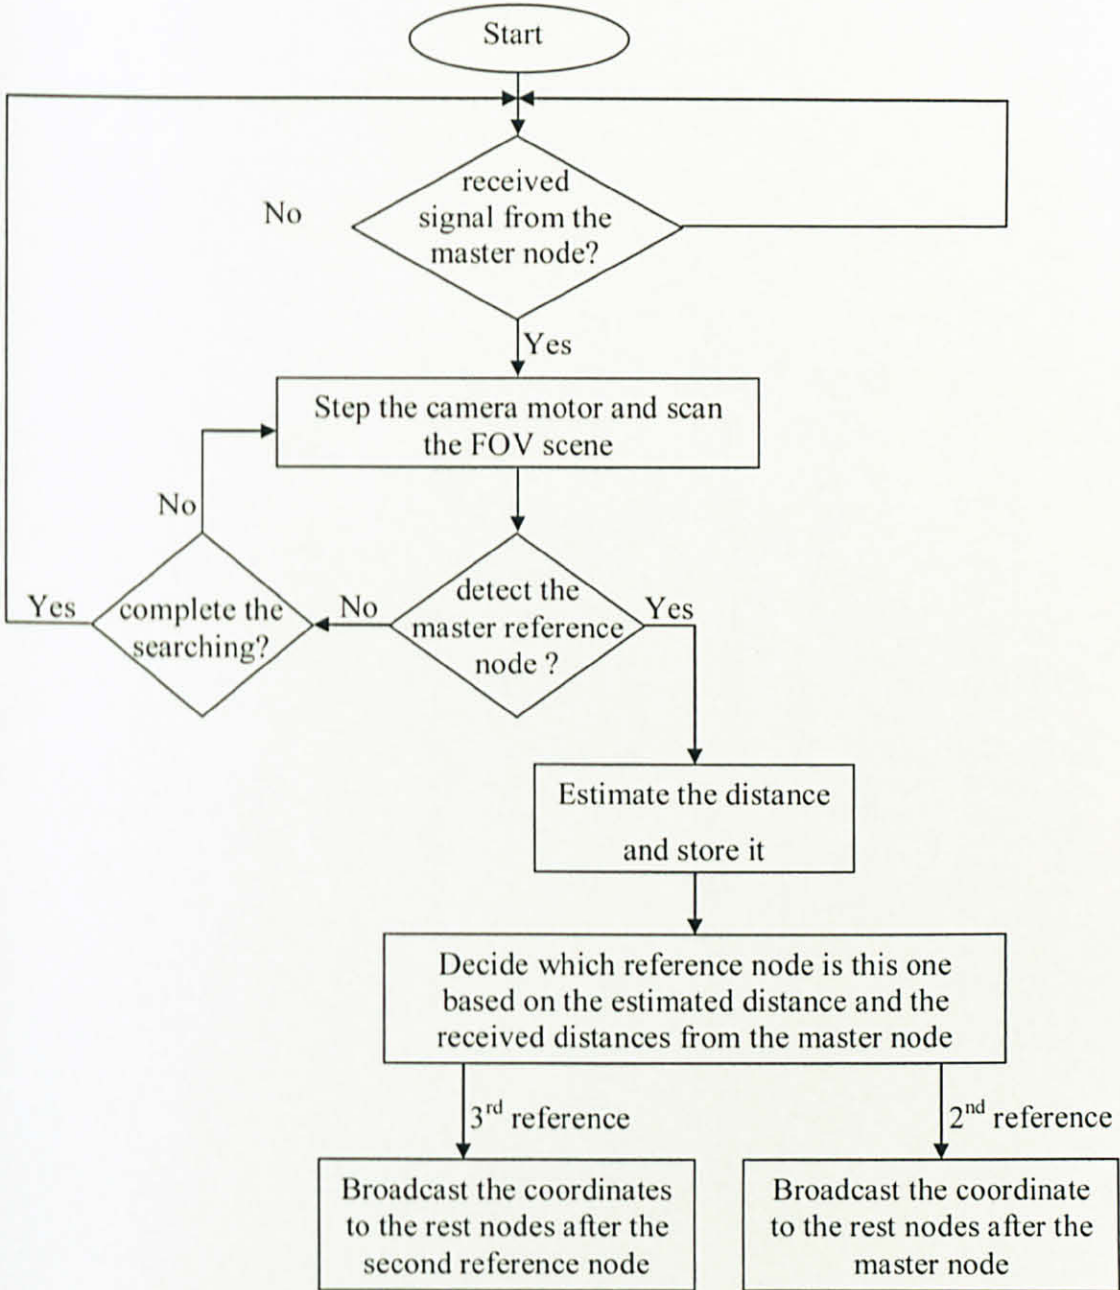 Start
received
signal from the
master node?
No
Yes
Step the camera motor and scan
the FOV scene
No
detect the
master reference
node ?
Yes
No
complete the
searching?
Yes
Estimate the distance
and store it
Decide which reference node is this one
based on the estimated distance and the
received distances from the master node
3rd reference
2nd reference
Broadcast the coordinates
to the rest nodes after the
second reference node
Broadcast the coordinate
to the rest nodes after the
master node